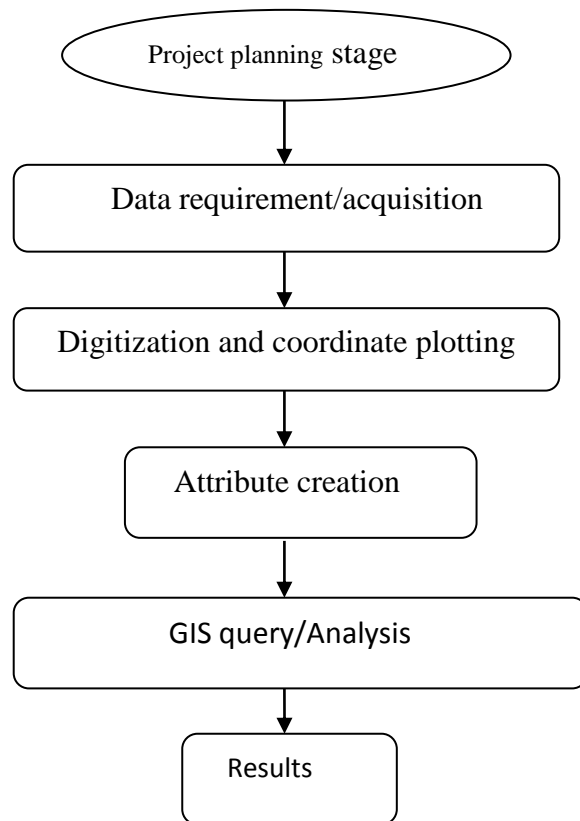 Project planning stage
Data requirement/acquisition
Digitization and coordinate plotting
Attribute creation
GIS query/Analysis
Results